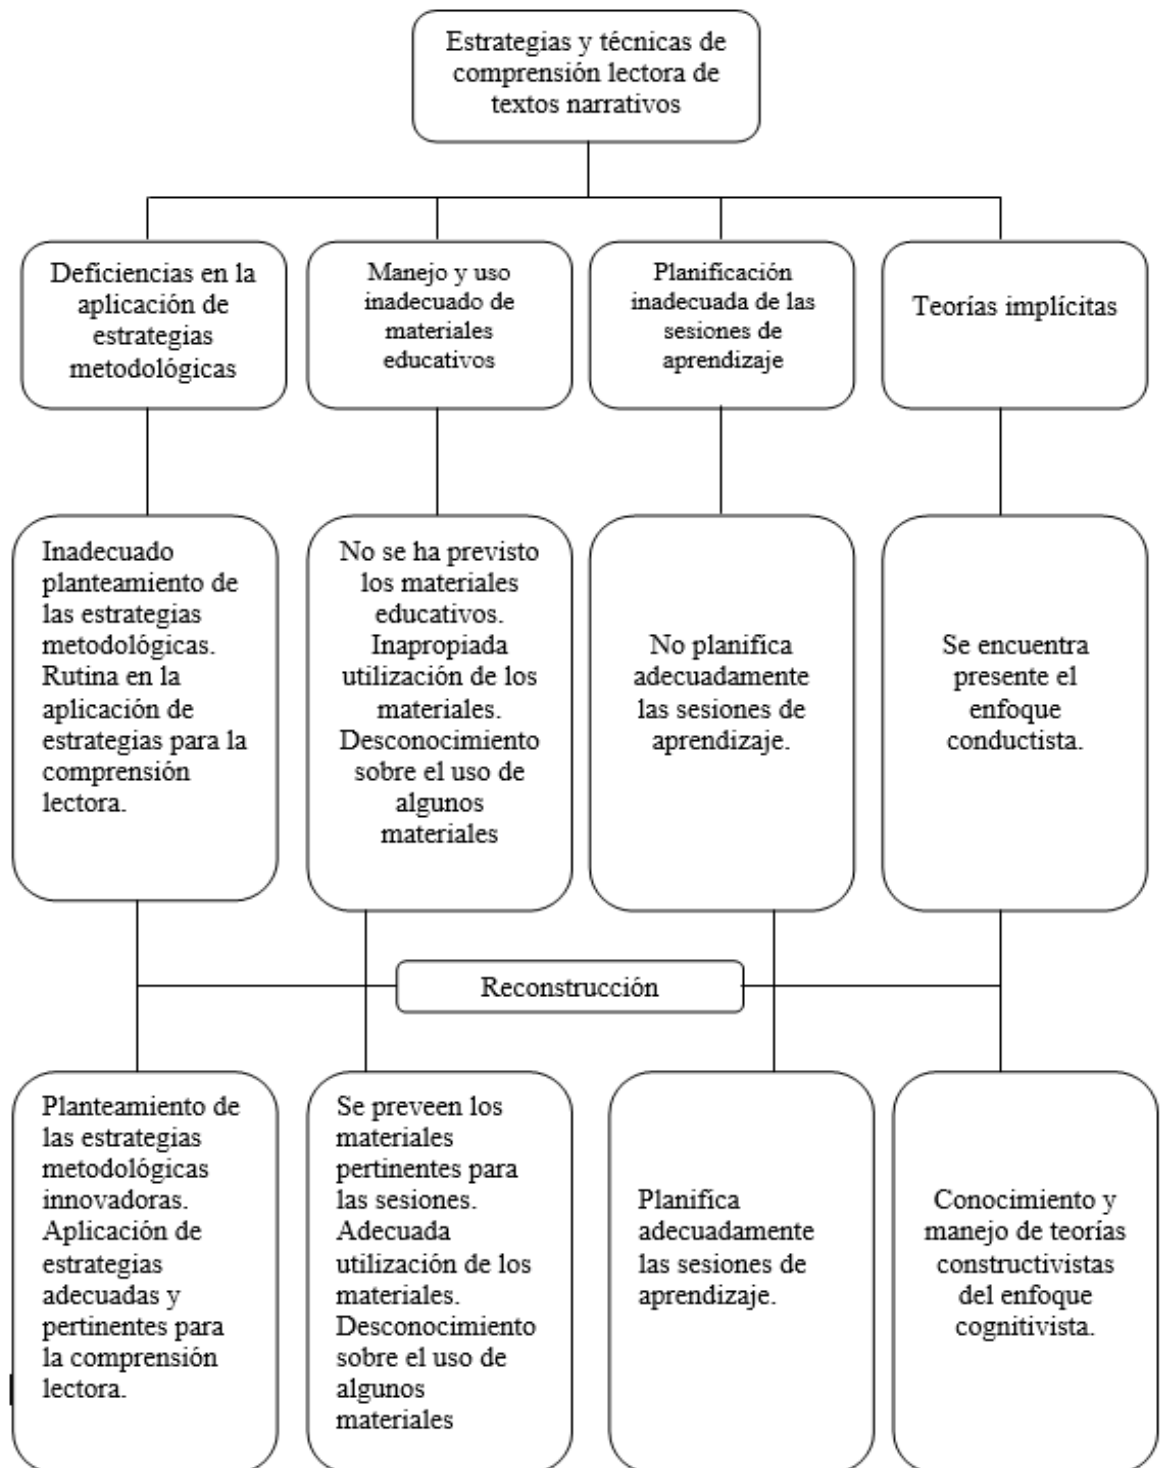 Estrategias y técnicas de
comprensión lectora de
textos narrativos
Deficiencias en la
aplicación de
estrategias
metodológicas
Manejo y uso
inadecuado de
materiales
educativos
Planificación
inadecuada de las
sesiones de
aprendizaje
Teorías implícitas
Inadecuado
planteamiento de
las estrategias
metodológicas.
Rutina en la
aplicación de
estrategias para la
comprensión
lectora.
No se ha previsto
los materiales
educativos.
Inapropiada
utilización de los
materiales.
Desconocimiento
sobre el uso de
algunos
materiales
No planifica
adecuadamente
las sesiones de
aprendizaje.
Se encuentra
presente el
enfoque
conductista.
Reconstrucción
Planteamiento de
las estrategias
metodológicas
innovadoras.
Aplicación de
estrategias
adecuadas y
pertinentes para
la comprensión
lectora.
Se preveen los
materiales
pertinentes para
las sesiones.
Adecuada
utilización de los
materiales.
Desconocimiento
sobre el uso de
algunos
materiales
Planifica
adecuadamente
las sesiones de
aprendizaje.
Conocimiento y
manejo de teorías
constructivistas
del enfoque
cognitivista.